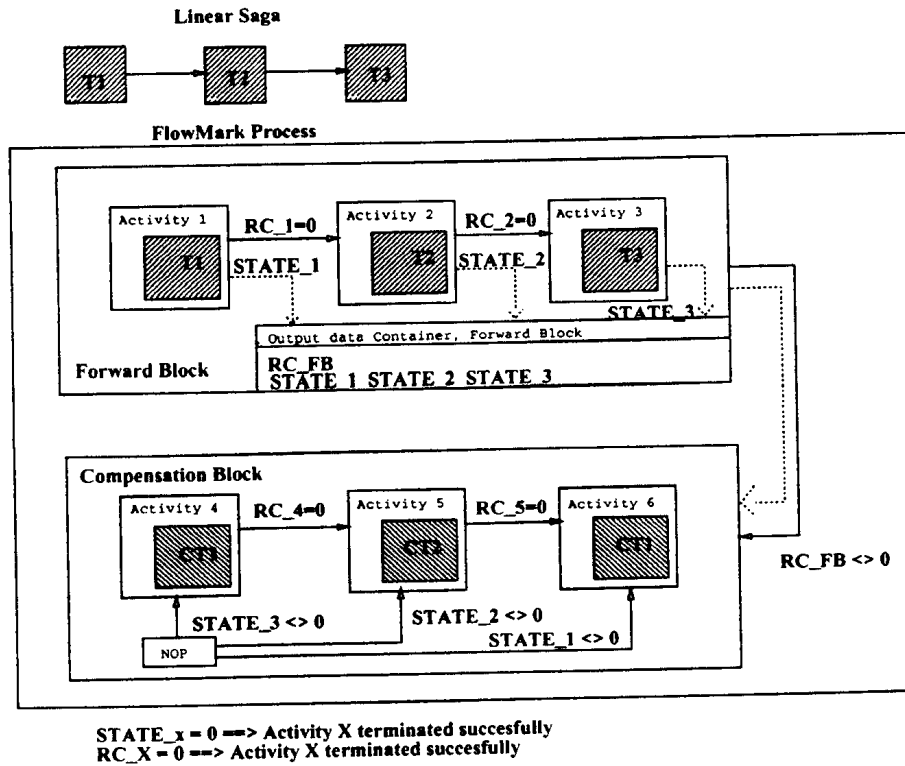 Linear Saga
T1 T2 T3
FlowMark Process
Activity 1 RC_1=0 Activity 2 RC_2=0 Activity 3
T1 STATE_1 T2 STATE_2 T3
STATE_3
Output data Container, Forward Block
RC_FB
Forward Block STATE_1 STATE_2 STATE_3
Compensation Block
Activity 4 RC_4=0 Activity 5 RC_5=0 Activity 6
CT3 CT2 CT1
RC_FB <> 0
STATE_3 <> 0 STATE_2 <> 0
STATE_1 <> 0
NOP
STATE_x = 0 ==> Activity X terminated succesfully
RC_X = 0 ==> Activity X terminated succesfully